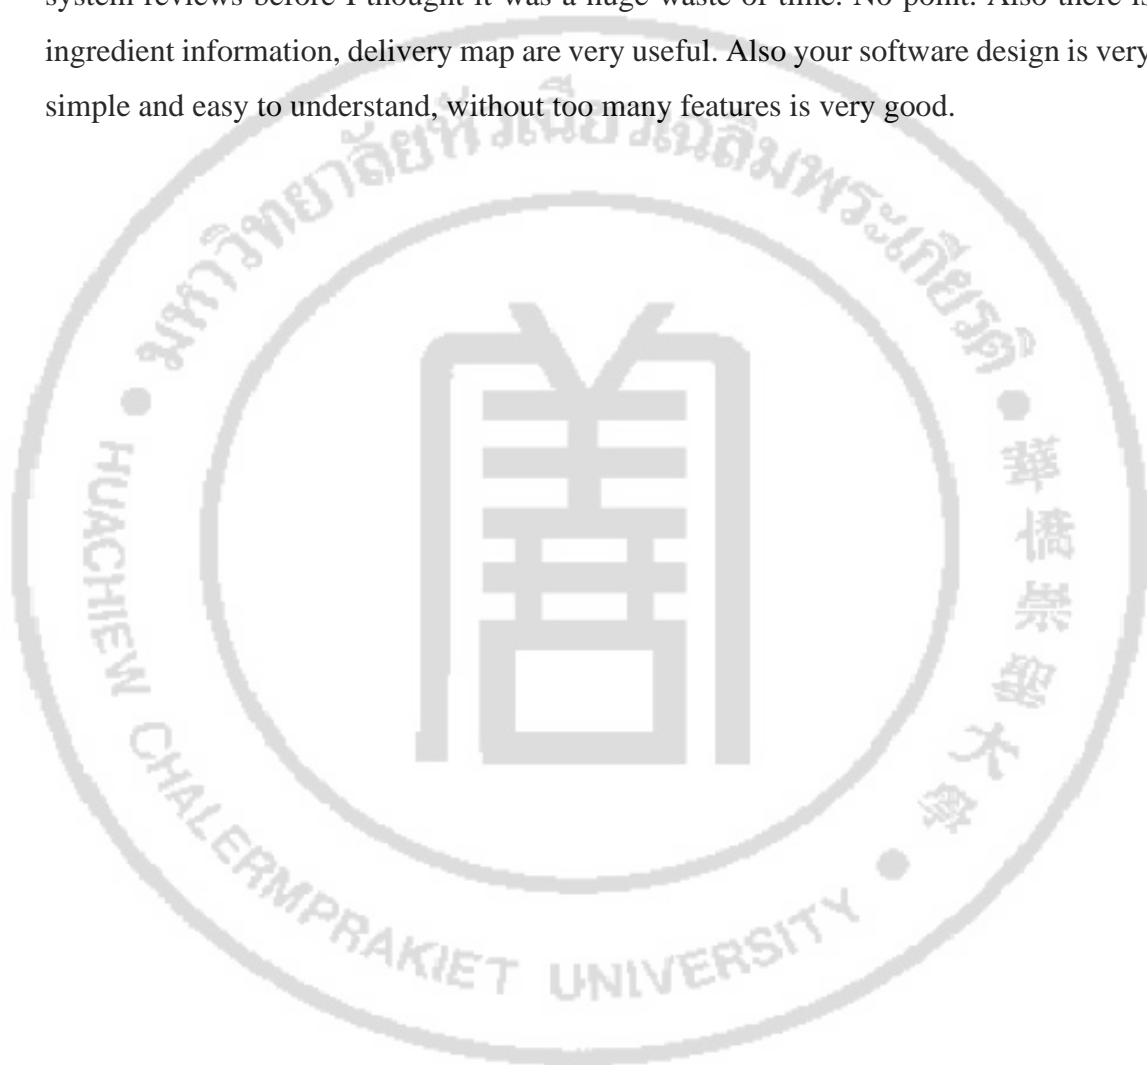 system reviews before I thought it was a huge waste of time. No point. Also there is
ingredient information, delivery map are very useful. Also your software design is very
simple and easy to understand, without too many features is very good.
มหาวิทยาลัยหัวเฉียวเฉลิมพระเกียรติ
華僑崇聖大學
HUACHIEW CHALERMPRAKIET UNIVERSITY